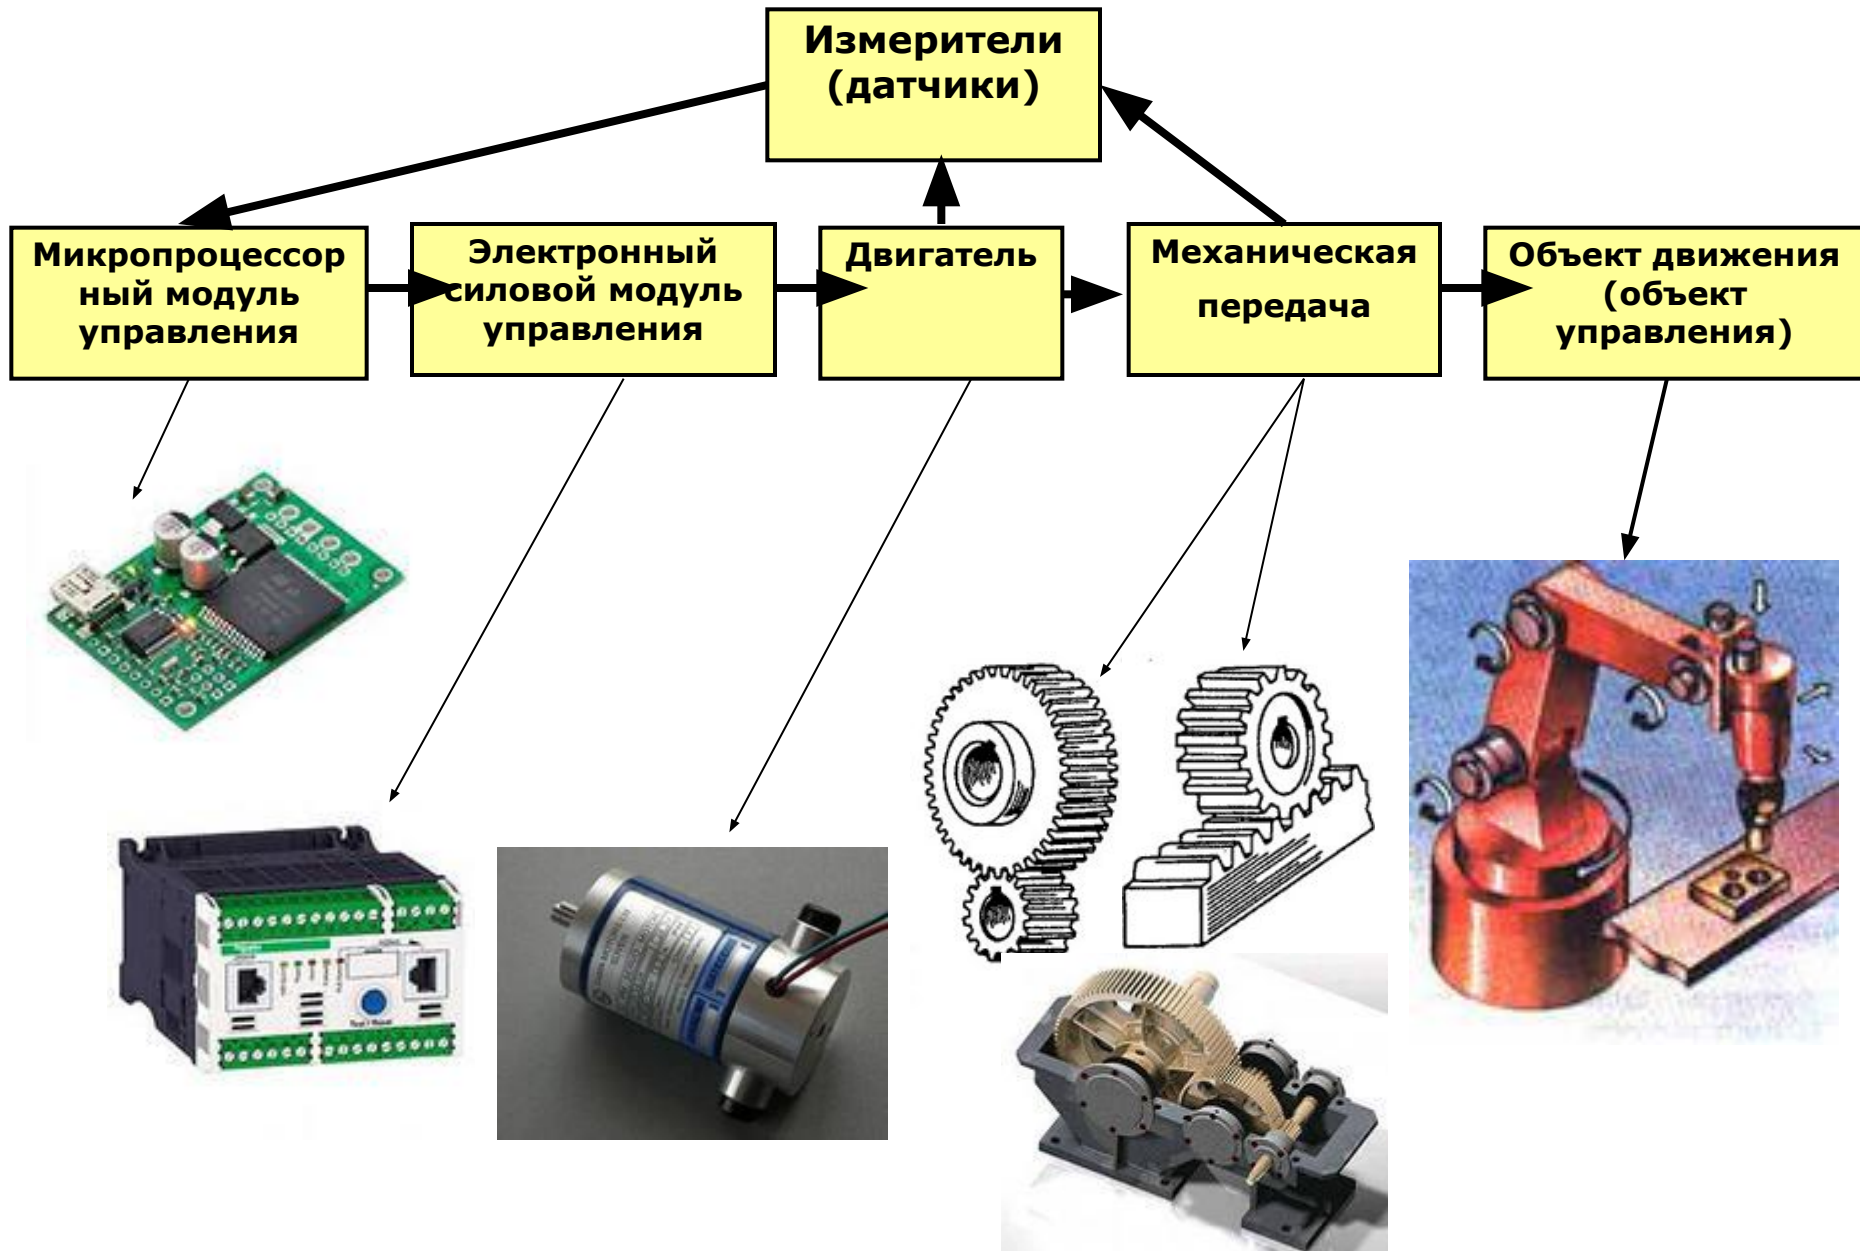 Измерители
(датчики)
Микропроцессор
ный модуль
управления
Электронный
силовой модуль
управления
Двигатель
Механическая
передача
Объект движения
(объект
управления)